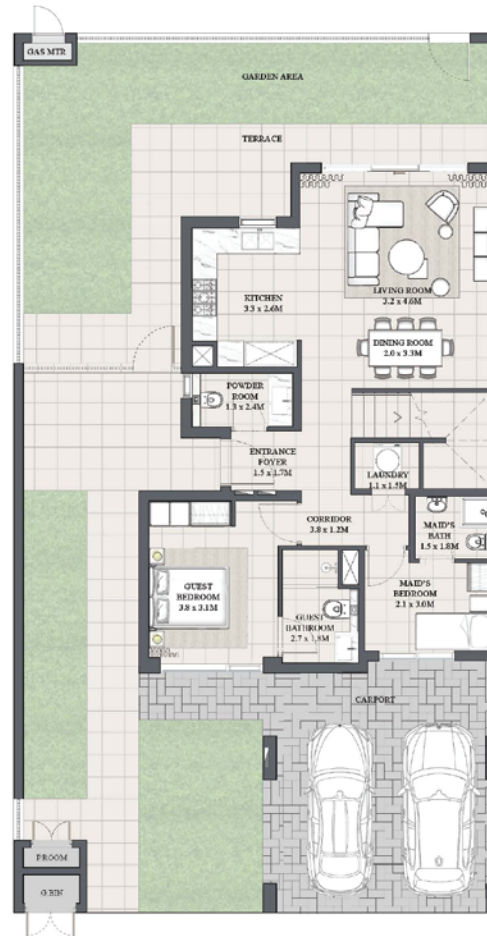 GAS MTR
GARDEN AREA
TERRACE
LIVING ROOM
3.2 x 4.6M
KITCHEN
3.3 x 2.6M
DINING ROOM
2.0 x 3.3M
POWDER
ROOM
1.3 x 2.4M
ENTRANCE
FOYER
1.5 x 1.7M
LAUNDRY
1.1 x 1.5M
CORRIDOR
3.8 x 1.2M
MAID'S
BATH
1.5 x 1.8M
GUEST
BEDROOM
3.8 x 3.1M
MAID'S
BEDROOM
2.1 x 3.0M
GUEST
BATHROOM
2.7 x 1.8M
CARPORT
PROOM